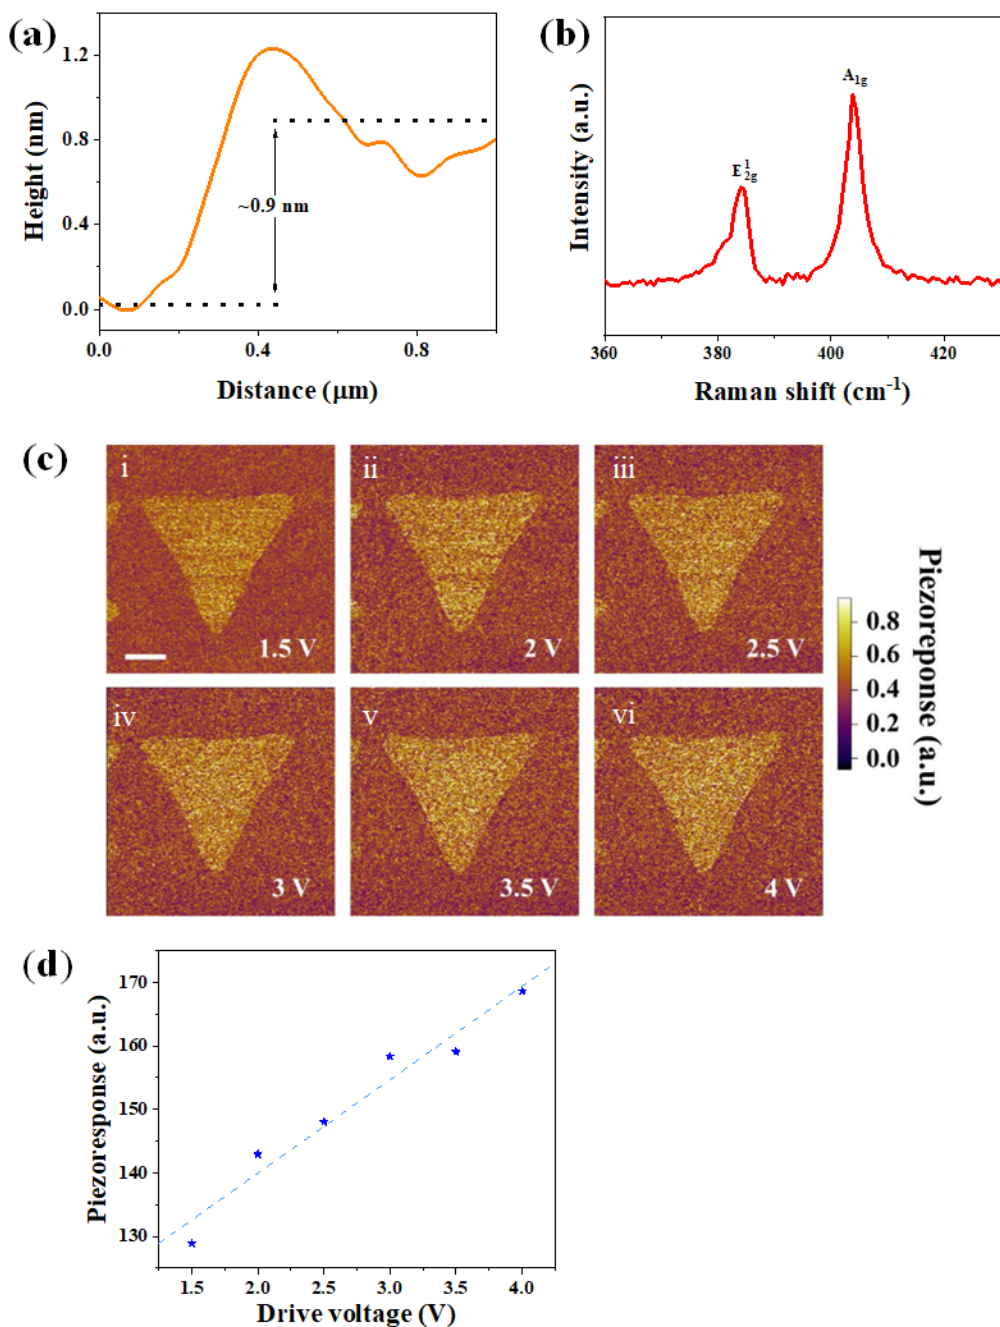 (a)
Height (nm)
1.2
0.8
0.4
0.0
~0.9 nm
0.0 0.4 0.8
Distance (μm)
(b)
Intensity (a.u.)
E¹2g
A1g
360 380 400 420
Raman shift (cm⁻¹)
(c)
i
1.5 V
ii
2 V
iii
2.5 V
iv
3 V
v
3.5 V
vi
4 V
0.8
0.6
0.4
0.2
0.0
Piezoreponse (a.u.)
(d)
Piezoresponse (a.u.)
170
160
150
140
130
1.5 2.0 2.5 3.0 3.5 4.0
Drive voltage (V)